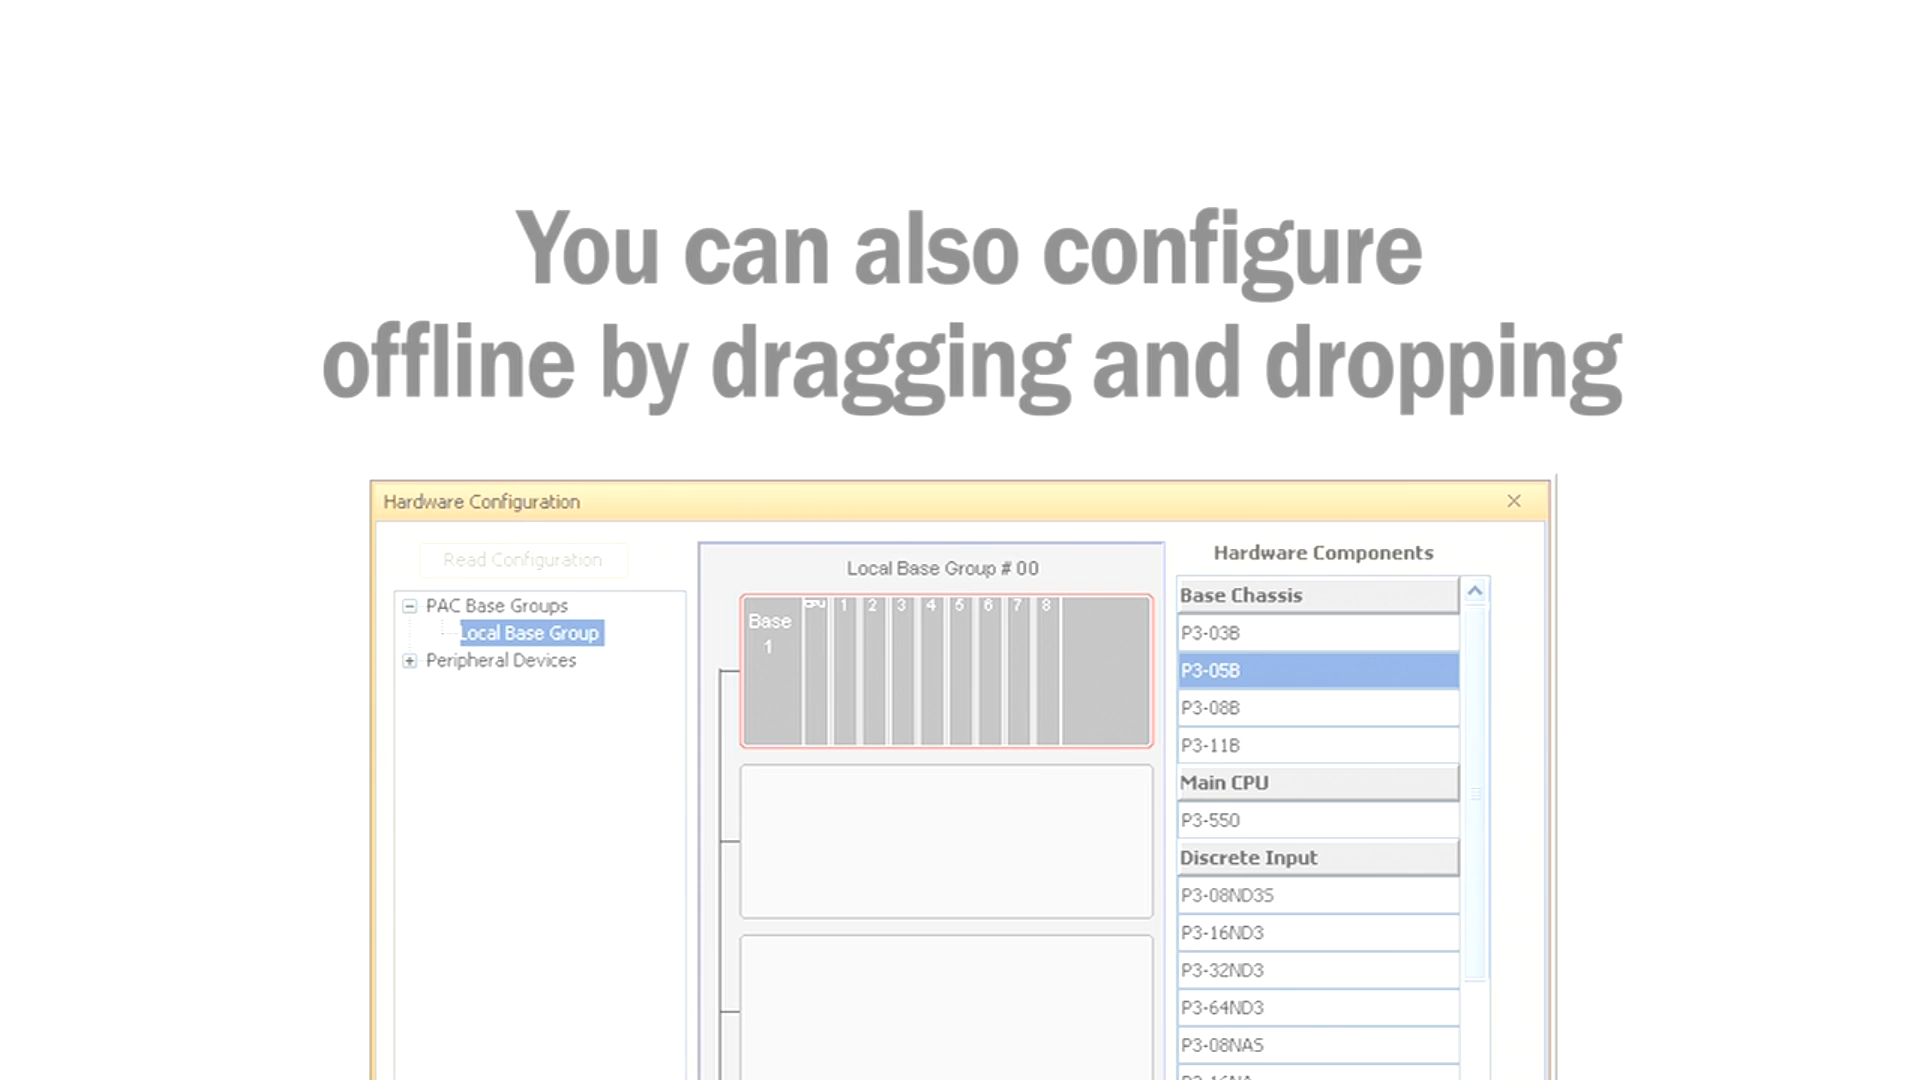 You can also configure
offline by dragging and dropping
Hardware Configuration
Read Configuration
PAC Base Groups
Local Base Group
Peripheral Devices
Local Base Group # 00
Base
1
CPU 1 2 3 4 5 6 7 8
Hardware Components
Base Chassis
P3-03B
P3-05B
P3-08B
P3-11B
Main CPU
P3-550
Discrete Input
P3-08ND3S
P3-16ND3
P3-32ND3
P3-64ND3
P3-08NAS